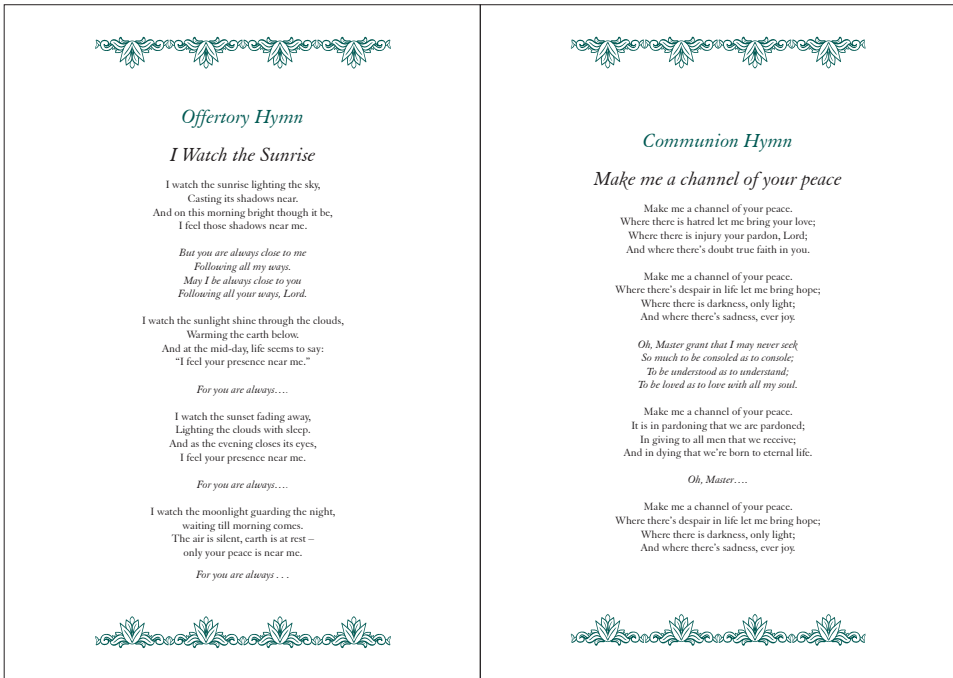 Offertory Hymn
I Watch the Sunrise
I watch the sunrise lighting the sky,
Casting its shadows near.
And on this morning bright though it be,
I feel those shadows near me.
But you are always close to me
Following all my ways.
May I be always close to you
Following all your ways, Lord.
I watch the sunlight shine through the clouds,
Warming the earth below.
And at the mid-day, life seems to say:
“I feel your presence near me.”
For you are always….
I watch the sunset fading away,
Lighting the clouds with sleep.
And as the evening closes its eyes,
I feel your presence near me.
For you are always….
I watch the moonlight guarding the night,
waiting till morning comes.
The air is silent, earth is at rest –
only your peace is near me.
For you are always . . .
Communion Hymn
Make me a channel of your peace
Make me a channel of your peace.
Where there is hatred let me bring your love;
Where there is injury your pardon, Lord;
And where there’s doubt true faith in you.
Make me a channel of your peace.
Where there’s despair in life let me bring hope;
Where there is darkness, only light;
And where there’s sadness, ever joy.
Oh, Master grant that I may never seek
So much to be consoled as to console;
To be understood as to understand;
To be loved as to love with all my soul.
Make me a channel of your peace.
It is in pardoning that we are pardoned;
In giving to all men that we receive;
And in dying that we’re born to eternal life.
Oh, Master….
Make me a channel of your peace.
Where there’s despair in life let me bring hope;
Where there is darkness, only light;
And where there’s sadness, ever joy.